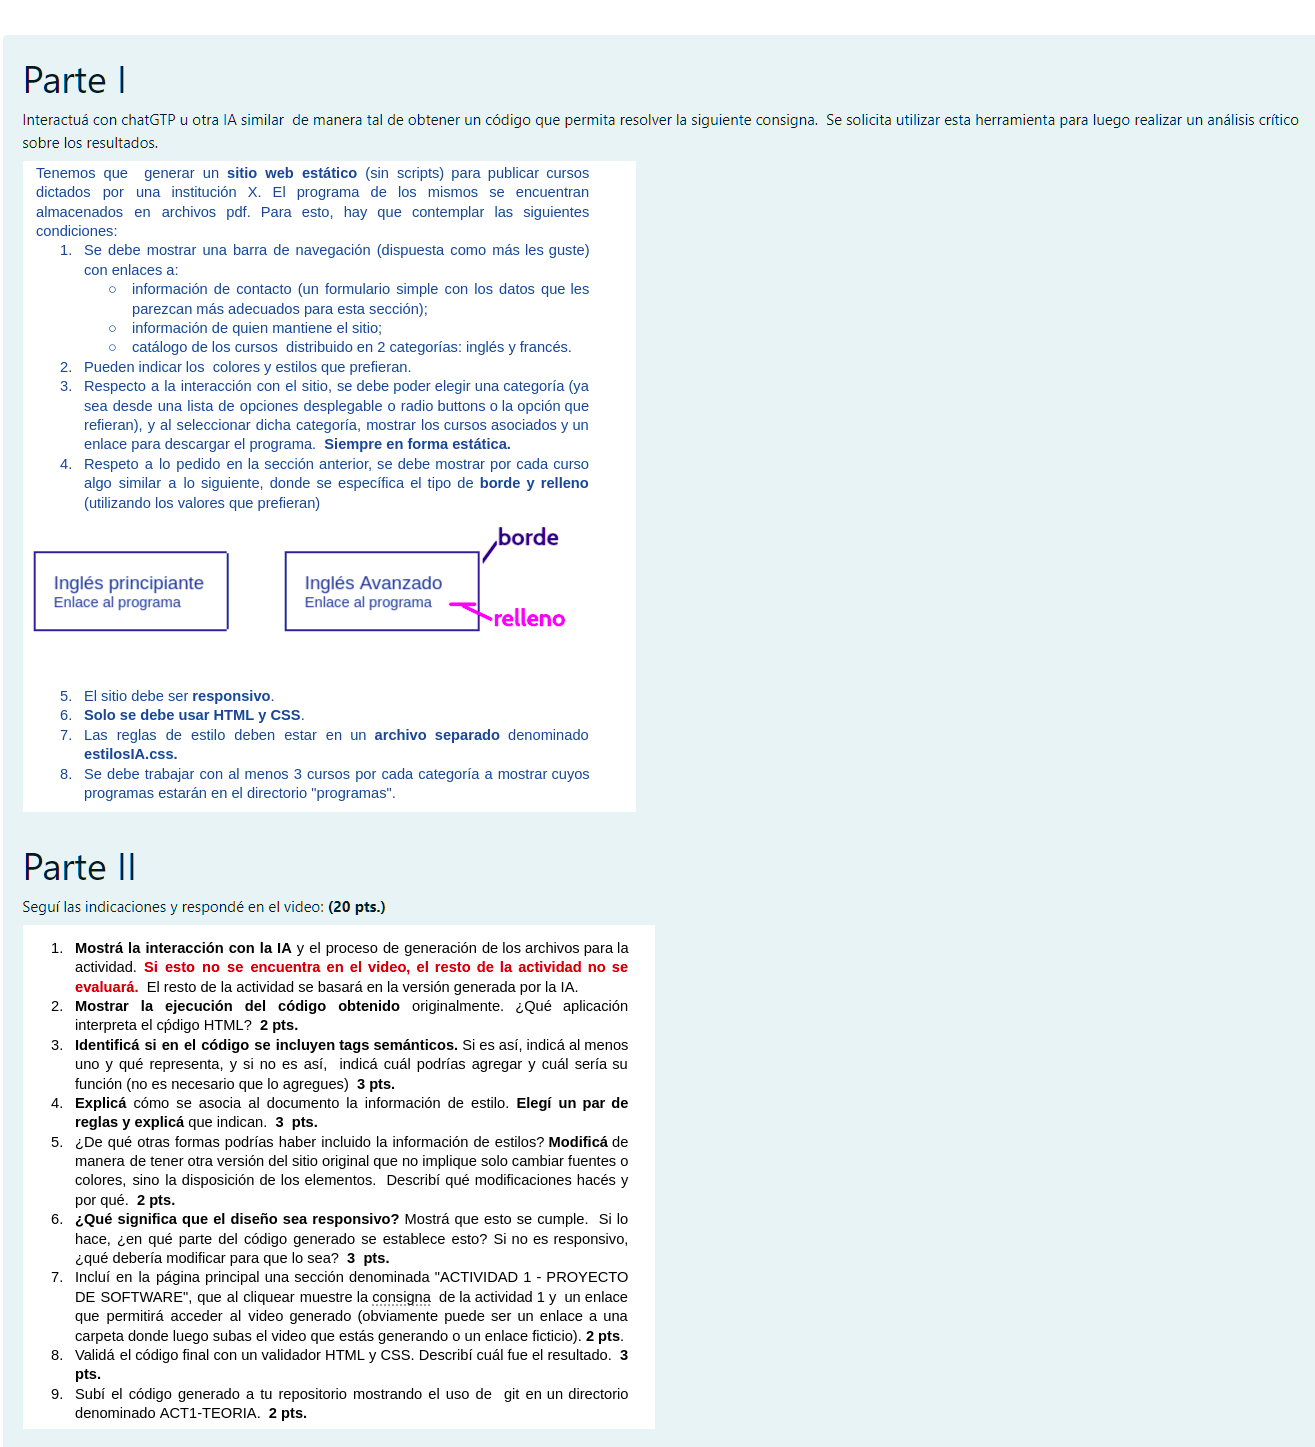 Parte I
Interactuá con chatGTP u otra IA similar de manera tal de obtener un código que permita resolver la siguiente consigna. Se solicita utilizar esta herramienta para luego realizar un análisis crítico
sobre los resultados.
Tenemos que generar un sitio web estático (sin scripts) para publicar cursos
dictados por una institución X. El programa de los mismos se encuentran
almacenados en archivos pdf. Para esto, hay que contemplar las siguientes
condiciones:
1. Se debe mostrar una barra de navegación (dispuesta como más les guste)
con enlaces a:
○ información de contacto (un formulario simple con los datos que les
parezcan más adecuados para esta sección);
○ información de quien mantiene el sitio;
○ catálogo de los cursos distribuido en 2 categorías: inglés y francés.
2. Pueden indicar los colores y estilos que prefieran.
3. Respecto a la interacción con el sitio, se debe poder elegir una categoría (ya
sea desde una lista de opciones desplegable o radio buttons o la opción que
refieran), y al seleccionar dicha categoría, mostrar los cursos asociados y un
enlace para descargar el programa. Siempre en forma estática.
4. Respeto a lo pedido en la sección anterior, se debe mostrar por cada curso
algo similar a lo siguiente, donde se específica el tipo de borde y relleno
(utilizando los valores que prefieran)
borde
Inglés principiante
Enlace al programa
Inglés Avanzado
Enlace al programa
relleno
5. El sitio debe ser responsivo.
6. Solo se debe usar HTML y CSS.
7. Las reglas de estilo deben estar en un archivo separado denominado
estilosIA.css.
8. Se debe trabajar con al menos 3 cursos por cada categoría a mostrar cuyos
programas estarán en el directorio "programas".
Parte II
Seguí las indicaciones y respondé en el video: (20 pts.)
1. Mostrá la interacción con la IA y el proceso de generación de los archivos para la
actividad. Si esto no se encuentra en el video, el resto de la actividad no se
evaluará. El resto de la actividad se basará en la versión generada por la IA.
2. Mostrar la ejecución del código obtenido originalmente. ¿Qué aplicación
interpreta el cṕdigo HTML? 2 pts.
3. Identificá si en el código se incluyen tags semánticos. Si es así, indicá al menos
uno y qué representa, y si no es así, indicá cuál podrías agregar y cuál sería su
función (no es necesario que lo agregues) 3 pts.
4. Explicá cómo se asocia al documento la información de estilo. Elegí un par de
reglas y explicá que indican. 3 pts.
5. ¿De qué otras formas podrías haber incluido la información de estilos? Modificá de
manera de tener otra versión del sitio original que no implique solo cambiar fuentes o
colores, sino la disposición de los elementos. Describí qué modificaciones hacés y
por qué. 2 pts.
6. ¿Qué significa que el diseño sea responsivo? Mostrá que esto se cumple. Si lo
hace, ¿en qué parte del código generado se establece esto? Si no es responsivo,
¿qué debería modificar para que lo sea? 3 pts.
7. Incluí en la página principal una sección denominada "ACTIVIDAD 1 - PROYECTO
DE SOFTWARE", que al cliquear muestre la consigna de la actividad 1 y un enlace
que permitirá acceder al video generado (obviamente puede ser un enlace a una
carpeta donde luego subas el video que estás generando o un enlace ficticio). 2 pts.
8. Validá el código final con un validador HTML y CSS. Describí cuál fue el resultado. 3
pts.
9. Subí el código generado a tu repositorio mostrando el uso de git en un directorio
denominado ACT1-TEORIA. 2 pts.